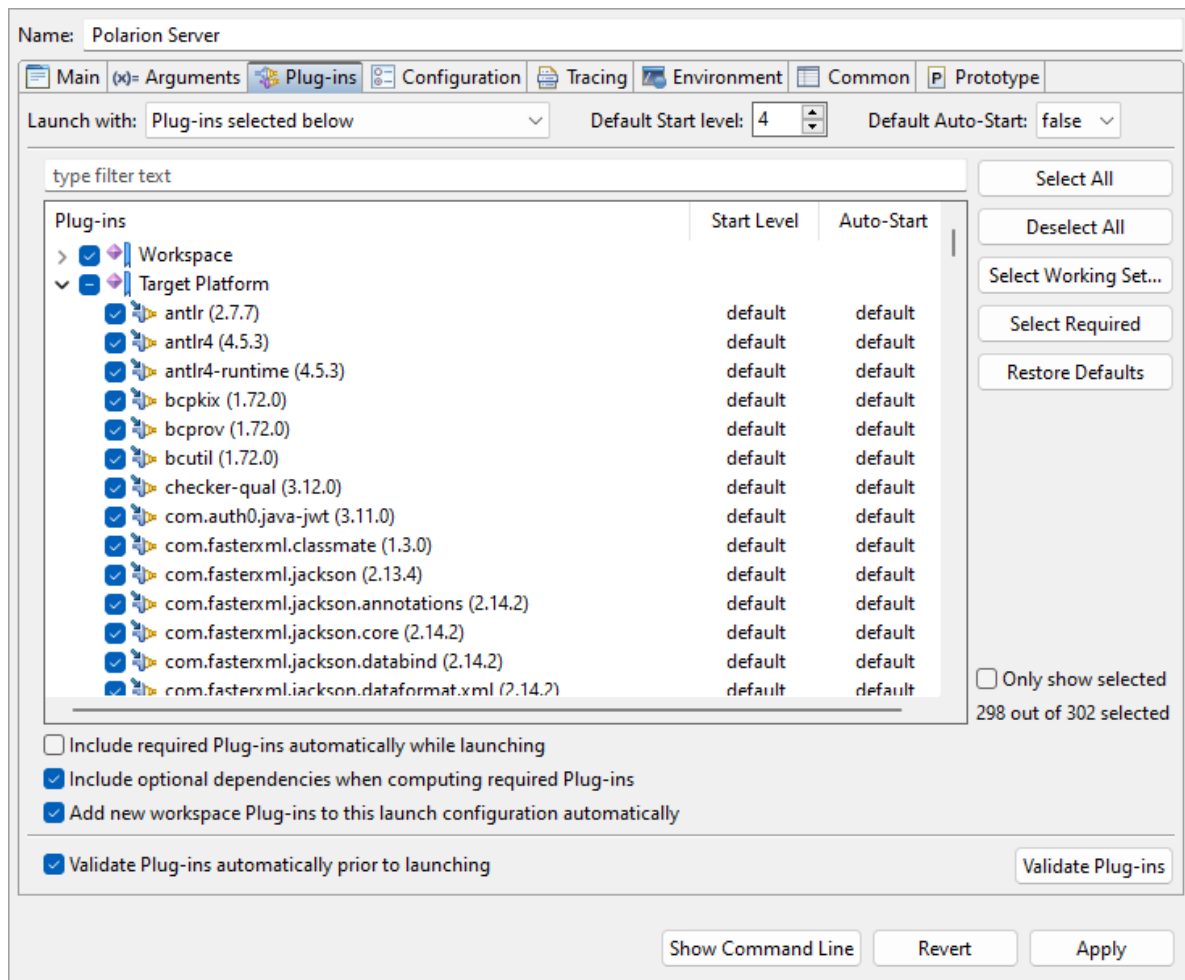 Name: Polarion Server
Main (x)= Arguments Plug-ins Configuration Tracing Environment Common P Prototype
Launch with: Plug-ins selected below Default Start level: 4 Default Auto-Start: false
type filter text
Select All
Plug-ins Start Level Auto-Start
Deselect All
Workspace
Select Working Set...
Target Platform
antlr (2.7.7) default default
Select Required
antlr4 (4.5.3) default default
antlr4-runtime (4.5.3) default default
Restore Defaults
bcpkix (1.72.0) default default
bcprov (1.72.0) default default
bcutil (1.72.0) default default
checker-qual (3.12.0) default default
com.auth0.java-jwt (3.11.0) default default
com.fasterxml.classmate (1.3.0) default default
com.fasterxml.jackson (2.13.4) default default
com.fasterxml.jackson.annotations (2.14.2) default default
com.fasterxml.jackson.core (2.14.2) default default
com.fasterxml.jackson.databind (2.14.2) default default
com.fasterxml.jackson.dataformat.xml (2.14.2) default default
Only show selected
298 out of 302 selected
Include required Plug-ins automatically while launching
Include optional dependencies when computing required Plug-ins
Add new workspace Plug-ins to this launch configuration automatically
Validate Plug-ins automatically prior to launching
Validate Plug-ins
Show Command Line Revert Apply